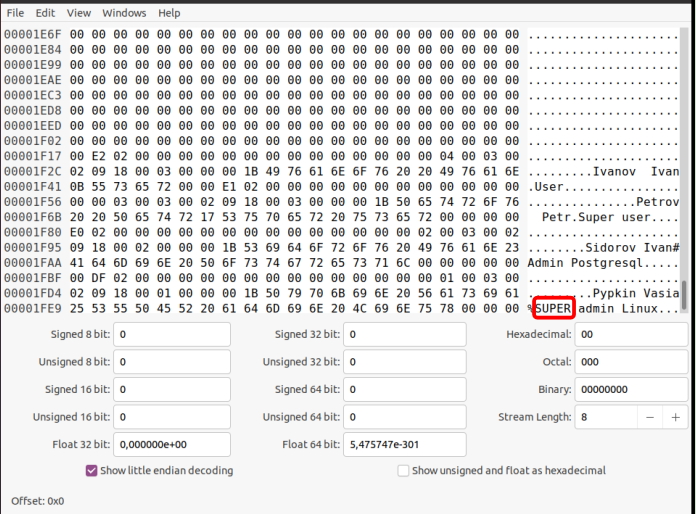 File Edit View Windows Help
00001E6F 00 00 00 00 00 00 00 00 00 00 00 00 00 00 00 00 00 00 00 00 00 .....................
00001E84 00 00 00 00 00 00 00 00 00 00 00 00 00 00 00 00 00 00 00 00 00 .....................
00001E99 00 00 00 00 00 00 00 00 00 00 00 00 00 00 00 00 00 00 00 00 00 .....................
00001EAE 00 00 00 00 00 00 00 00 00 00 00 00 00 00 00 00 00 00 00 00 00 .....................
00001EC3 00 00 00 00 00 00 00 00 00 00 00 00 00 00 00 00 00 00 00 00 00 .....................
00001ED8 00 00 00 00 00 00 00 00 00 00 00 00 00 00 00 00 00 00 00 00 00 .....................
00001EED 00 00 00 00 00 00 00 00 00 00 00 00 00 00 00 00 00 00 00 00 00 .....................
00001F02 00 00 00 00 00 00 00 00 00 00 00 00 00 00 00 00 00 00 00 00 00 .....................
00001F17 00 E2 02 00 00 00 00 00 00 00 00 00 00 00 00 00 00 04 00 03 00 .....................
00001F2C 02 09 18 00 03 00 00 00 1B 49 76 61 6E 6F 76 20 20 49 76 61 6E .........Ivanov  Ivan
00001F41 0B 55 73 65 72 00 00 E1 02 00 00 00 00 00 00 00 00 00 00 00 00 .User................
00001F56 00 00 03 00 03 00 02 09 18 00 03 00 00 00 1B 50 65 74 72 6F 76 ...............Petrov
00001F6B 20 20 50 65 74 72 17 53 75 70 65 72 20 75 73 65 72 00 00 00 00   Petr.Super user....
00001F80 E0 02 00 00 00 00 00 00 00 00 00 00 00 00 00 00 02 00 03 00 02 .....................
00001F95 09 18 00 02 00 00 00 1B 53 69 64 6F 72 6F 76 20 49 76 61 6E 23 ........Sidorov Ivan#
00001FAA 41 64 6D 69 6E 20 50 6F 73 74 67 72 65 73 71 6C 00 00 00 00 00 Admin Postgresql.....
00001FBF 00 DF 02 00 00 00 00 00 00 00 00 00 00 00 00 00 00 01 00 03 00 .....................
00001FD4 02 09 18 00 01 00 00 00 1B 50 79 70 6B 69 6E 20 56 61 73 69 61 .........Pypkin Vasia
00001FE9 25 53 55 50 45 52 20 61 64 6D 69 6E 20 4C 69 6E 75 78 00 00 00 %SUPER admin Linux...
Signed 8 bit: 0 Signed 32 bit: 0 Hexadecimal: 00
Unsigned 8 bit: 0 Unsigned 32 bit: 0 Octal: 000
Signed 16 bit: 0 Signed 64 bit: 0 Binary: 00000000
Unsigned 16 bit: 0 Unsigned 64 bit: 0 Stream Length: 8 − +
Float 32 bit: 0,000000e+00 Float 64 bit: 5,475747e-301
Show little endian decoding Show unsigned and float as hexadecimal
Offset: 0x0